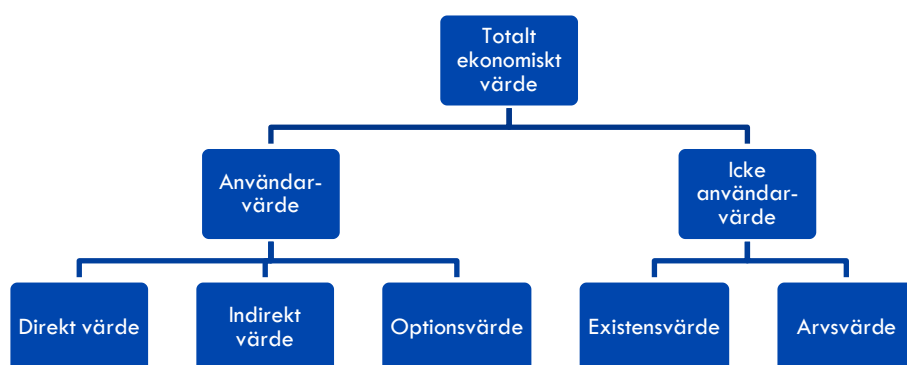 Totalt
ekonomiskt
värde
Användar-
värde
Icke
användar-
värde
Direkt värde
Indirekt
värde
Optionsvärde
Existensvärde
Arvsvärde